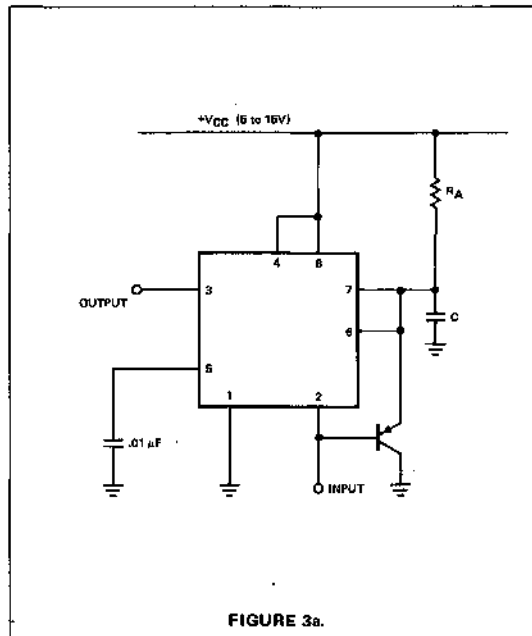 +VCC (5 to 15V)
RA
4
8
OUTPUT
3
7
C
6
5
1
2
.01 µF
INPUT
FIGURE 3a.